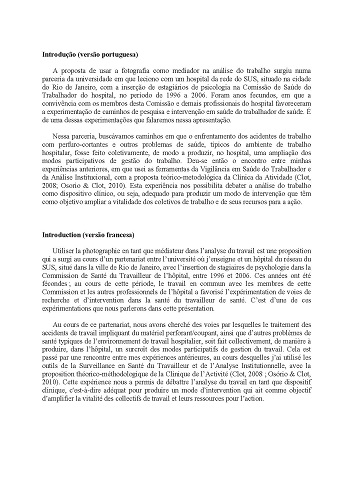 Introdução (versão portuguesa)
A proposta de usar a fotografia como mediador na análise do trabalho surgiu numa
parceria da universidade em que leciono com um hospital da rede do SUS, situado na cidade
do Rio de Janeiro, com a inserção de estagiários de psicologia na Comissão de Saúde do
Trabalhador do hospital, no período de 1996 a 2006. Foram anos fecundos, em que a
convivência com os membros desta Comissão e demais profissionais do hospital favoreceram
a experimentação de caminhos de pesquisa e intervenção em saúde do trabalhador de saúde. É
de uma dessas experimentações que falaremos nessa apresentação.
Nessa parceria, buscávamos caminhos em que o enfrentamento dos acidentes de trabalho
com perfuro-cortantes e outros problemas de saúde, típicos do ambiente de trabalho
hospitalar, fosse feito coletivamente, de modo a produzir, no hospital, uma ampliação dos
modos participativos de gestão do trabalho. Deu-se então o encontro entre minhas
experiências anteriores, em que usei as ferramentas da Vigilância em Saúde do Trabalhador e
da Análise Institucional, com a proposta teórico-metodológica da Clínica da Atividade (Clot,
2008; Osorio & Clot, 2010). Esta experiência nos possibilita debater a análise do trabalho
como dispositivo clínico, ou seja, adequado para produzir um modo de intervenção que têm
como objetivo ampliar a vitalidade dos coletivos de trabalho e de seus recursos para a ação.
Introduction (versão francesa)
Utiliser la photographie en tant que médiateur dans l'analyse du travail est une proposition
qui a surgi au cours d'un partenariat entre l'université où j'enseigne et un hôpital du réseau du
SUS, situé dans la ville de Rio de Janeiro, avec l'insertion de stagiaires de psychologie dans la
Commission de Santé du Travailleur de l'hôpital, entre 1996 et 2006. Ces années ont été
fécondes ; au cours de cette période, le travail en commun avec les membres de cette
Commission et les autres professionnels de l'hôpital a favorisé l'expérimentation de voies de
recherche et d'intervention dans la santé du travailleur de santé. C'est d'une de ces
expérimentations que nous parlerons dans cette présentation.
Au cours de ce partenariat, nous avons cherché des voies par lesquelles le traitement des
accidents de travail impliquant du matériel perforant/coupant, ainsi que d'autres problèmes de
santé typiques de l'environnement de travail hospitalier, soit fait collectivement, de manière à
produire, dans l'hôpital, un surcroît des modes participatifs de gestion du travail. Cela est
passé par une rencontre entre mes expériences antérieures, au cours desquelles j'ai utilisé les
outils de la Surveillance en Santé du Travailleur et de l'Analyse Institutionnelle, avec la
proposition théorico-méthodologique de la Clinique de l'Activité (Clot, 2008 ; Osório & Clot,
2010). Cette expérience nous a permis de débattre l'analyse du travail en tant que dispositif
clinique, c'est-à-dire adéquat pour produire un mode d'intervention qui ait comme objectif
d'amplifier la vitalité des collectifs de travail et leurs ressources pour l'action.